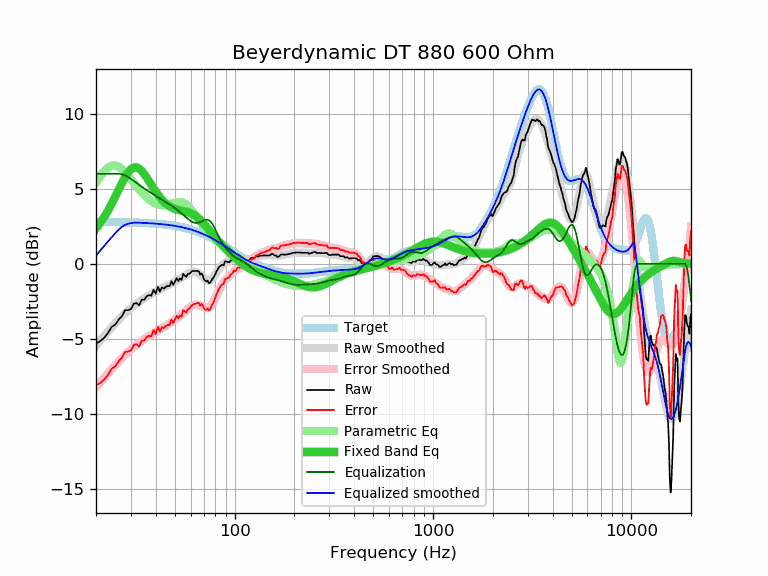 Beyerdynamic DT 880 600 Ohm
10
5
0
−5
−10
−15
Amplitude (dBr)
Target
Raw Smoothed
Error Smoothed
Raw
Error
Parametric Eq
Fixed Band Eq
Equalization
Equalized smoothed
100
1000
10000
Frequency (Hz)